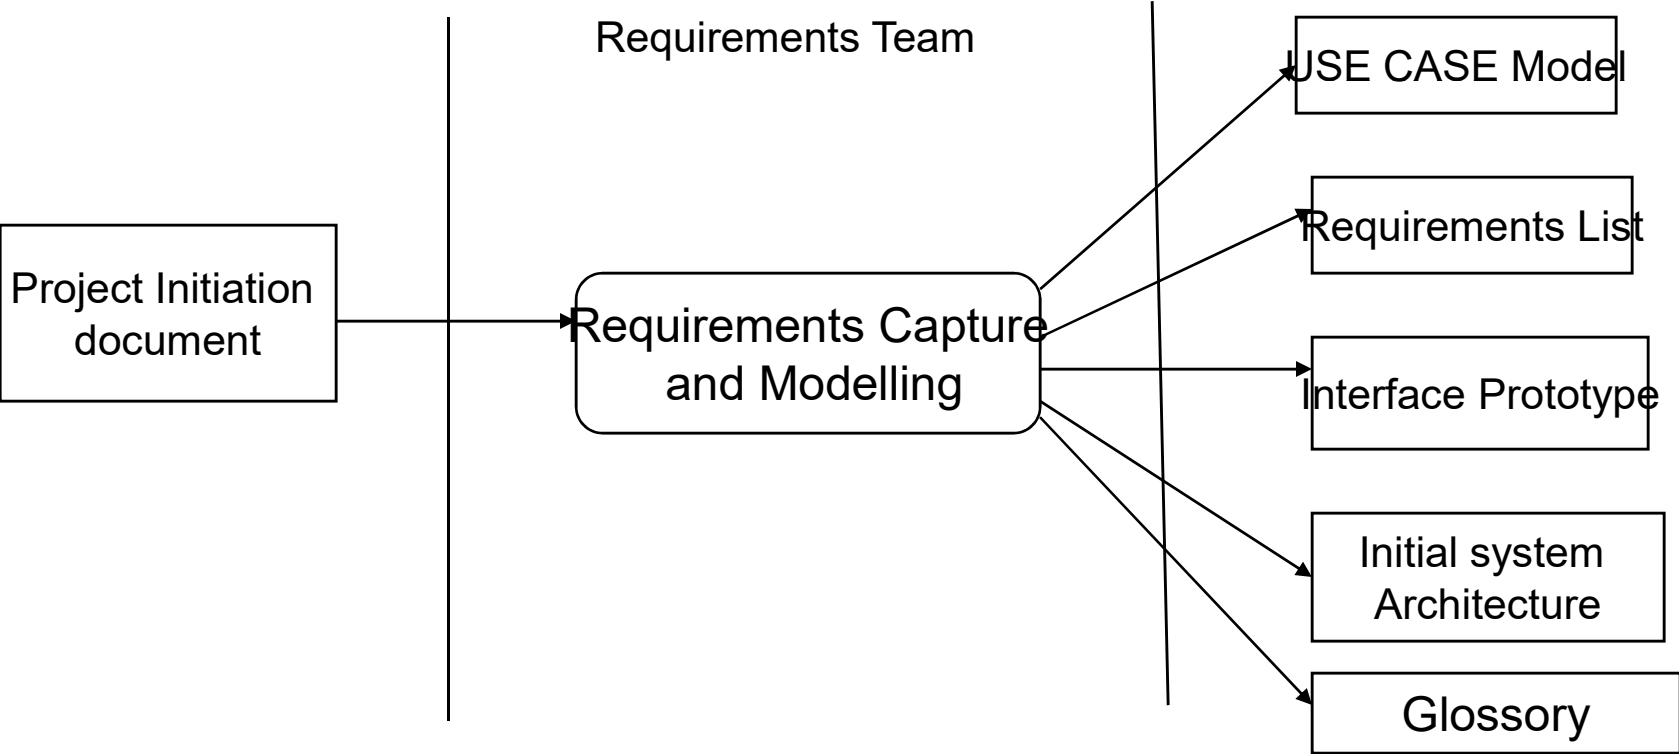 Requirements Team
USE CASE Model
Requirements List
Project Initiation
document
Requirements Capture
and Modelling
Interface Prototype
Initial system
Architecture
Glossory